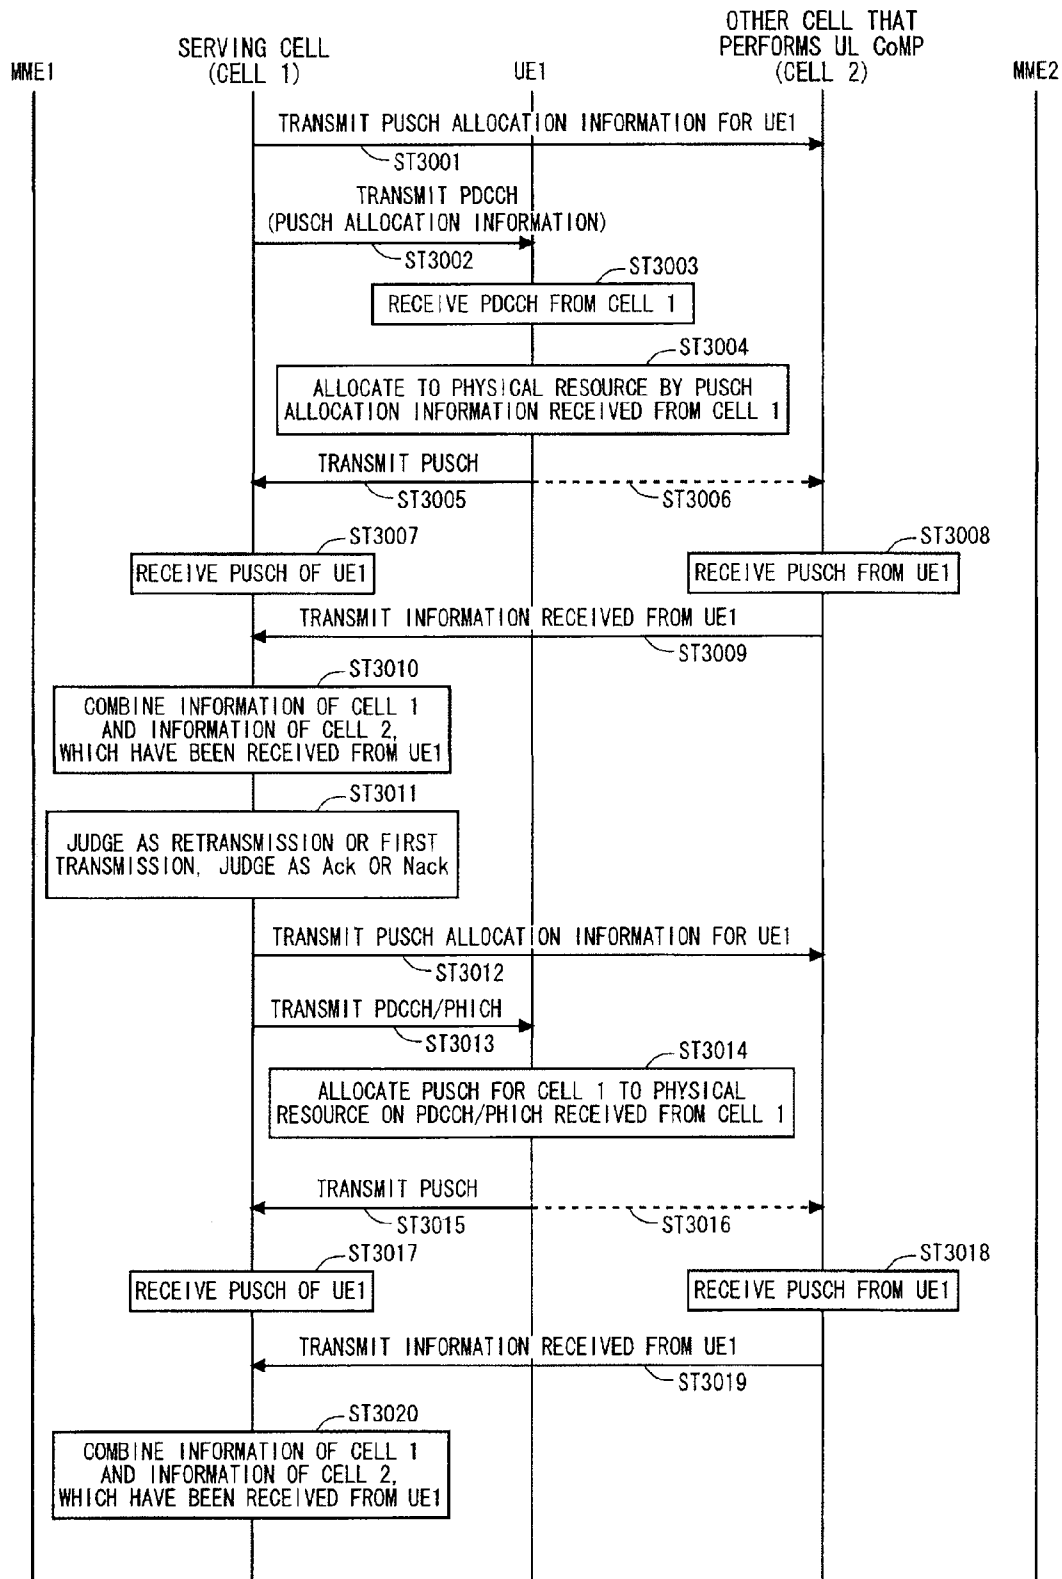 MME1
SERVING CELL
(CELL 1)
UE1
OTHER CELL THAT
PERFORMS UL CoMP
(CELL 2)
MME2
TRANSMIT PUSCH ALLOCATION INFORMATION FOR UE1
ST3001
TRANSMIT PDCCH
(PUSCH ALLOCATION INFORMATION)
ST3002
ST3003
RECEIVE PDCCH FROM CELL 1
ST3004
ALLOCATE TO PHYSICAL RESOURCE BY PUSCH
ALLOCATION INFORMATION RECEIVED FROM CELL 1
TRANSMIT PUSCH
ST3005
ST3006
ST3007
RECEIVE PUSCH OF UE1
ST3008
RECEIVE PUSCH FROM UE1
TRANSMIT INFORMATION RECEIVED FROM UE1
ST3009
ST3010
COMBINE INFORMATION OF CELL 1
AND INFORMATION OF CELL 2,
WHICH HAVE BEEN RECEIVED FROM UE1
ST3011
JUDGE AS RETRANSMISSION OR FIRST
TRANSMISSION, JUDGE AS Ack OR Nack
TRANSMIT PUSCH ALLOCATION INFORMATION FOR UE1
ST3012
TRANSMIT PDCCH/PHICH
ST3013
ST3014
ALLOCATE PUSCH FOR CELL 1 TO PHYSICAL
RESOURCE ON PDCCH/PHICH RECEIVED FROM CELL 1
TRANSMIT PUSCH
ST3015
ST3016
ST3017
RECEIVE PUSCH OF UE1
ST3018
RECEIVE PUSCH FROM UE1
TRANSMIT INFORMATION RECEIVED FROM UE1
ST3019
ST3020
COMBINE INFORMATION OF CELL 1
AND INFORMATION OF CELL 2,
WHICH HAVE BEEN RECEIVED FROM UE1